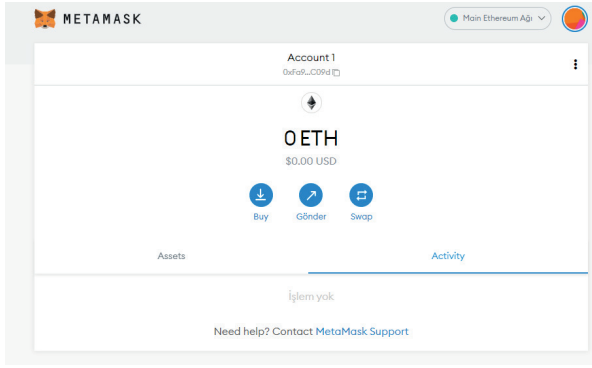 METAMASK
Main Ethereum Ağı
Account 1
0xFa9...C09d
0 ETH
$0.00 USD
Buy
Gönder
Swap
Assets
Activity
İşlem yok
Need help? Contact MetaMask Support